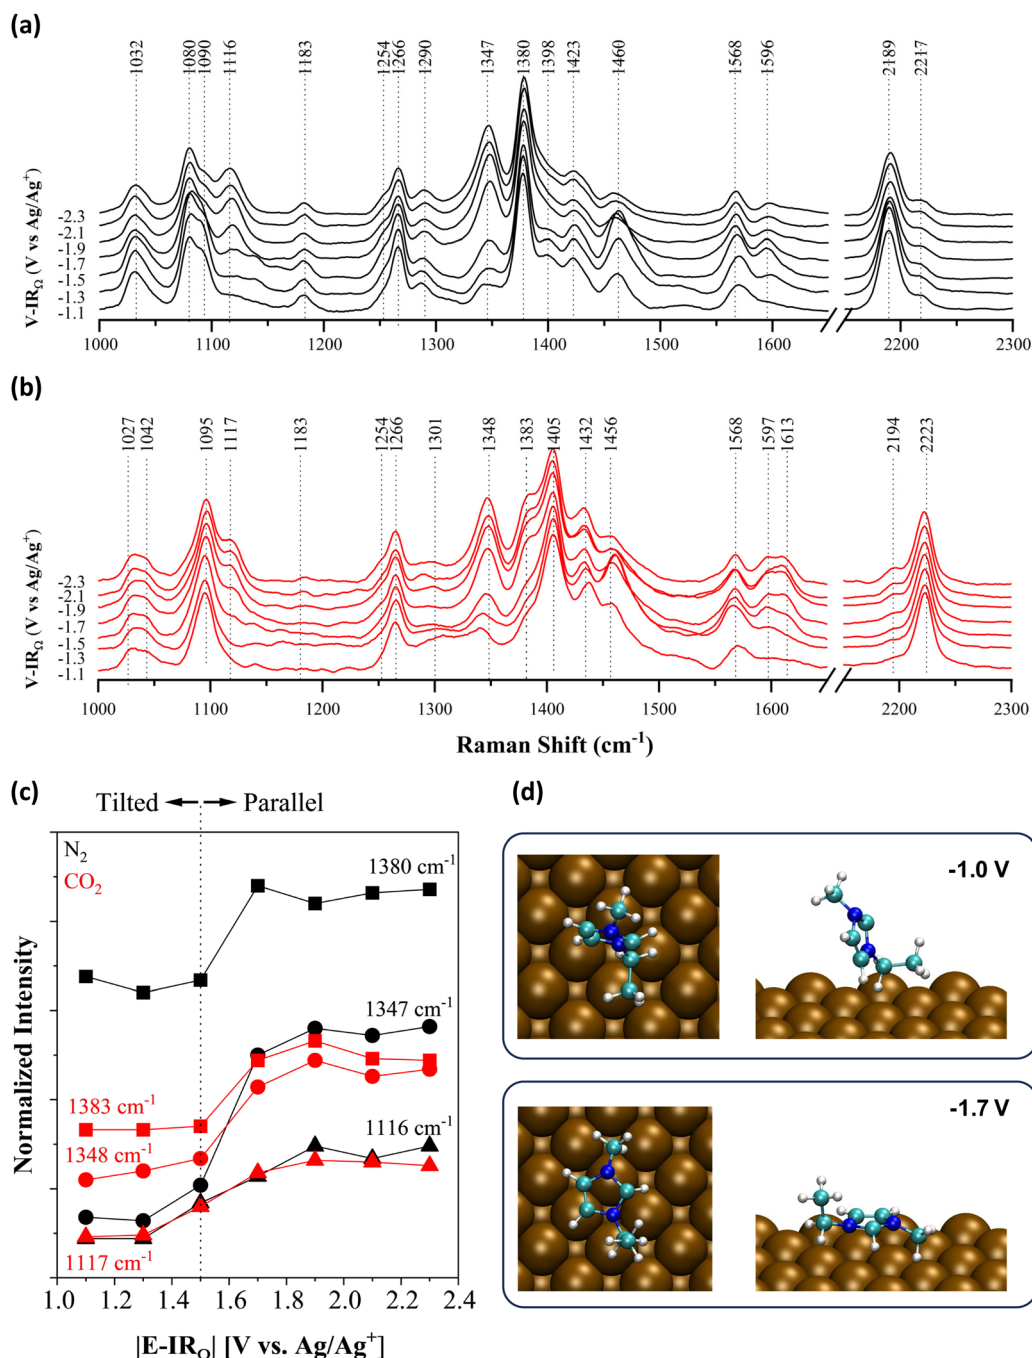 (a)
1032 1080 1090 1116 1183 1254 1266 1290 1347 1380 1398 1423 1460 1568 1596 2189 2217
V-IR_Ω (V vs Ag/Ag⁺)
-2.3
-2.1
-1.9
-1.7
-1.5
-1.3
-1.1
1000 1100 1200 1300 1400 1500 1600 2200 2300
(b)
1027 1042 1095 1117 1183 1254 1266 1301 1348 1383 1405 1432 1456 1568 1597 1613 2194 2223
V-IR_Ω (V vs Ag/Ag⁺)
-2.3
-2.1
-1.9
-1.7
-1.5
-1.3
-1.1
1000 1100 1200 1300 1400 1500 1600 2200 2300
Raman Shift (cm⁻¹)
(c)
Tilted Parallel
N₂
CO₂
1380 cm⁻¹
1347 cm⁻¹
1383 cm⁻¹
1348 cm⁻¹
1116 cm⁻¹
1117 cm⁻¹
Normalized Intensity
1.0 1.2 1.4 1.6 1.8 2.0 2.2 2.4
|E-IR_Ω| [V vs. Ag/Ag⁺]
(d)
-1.0 V
-1.7 V